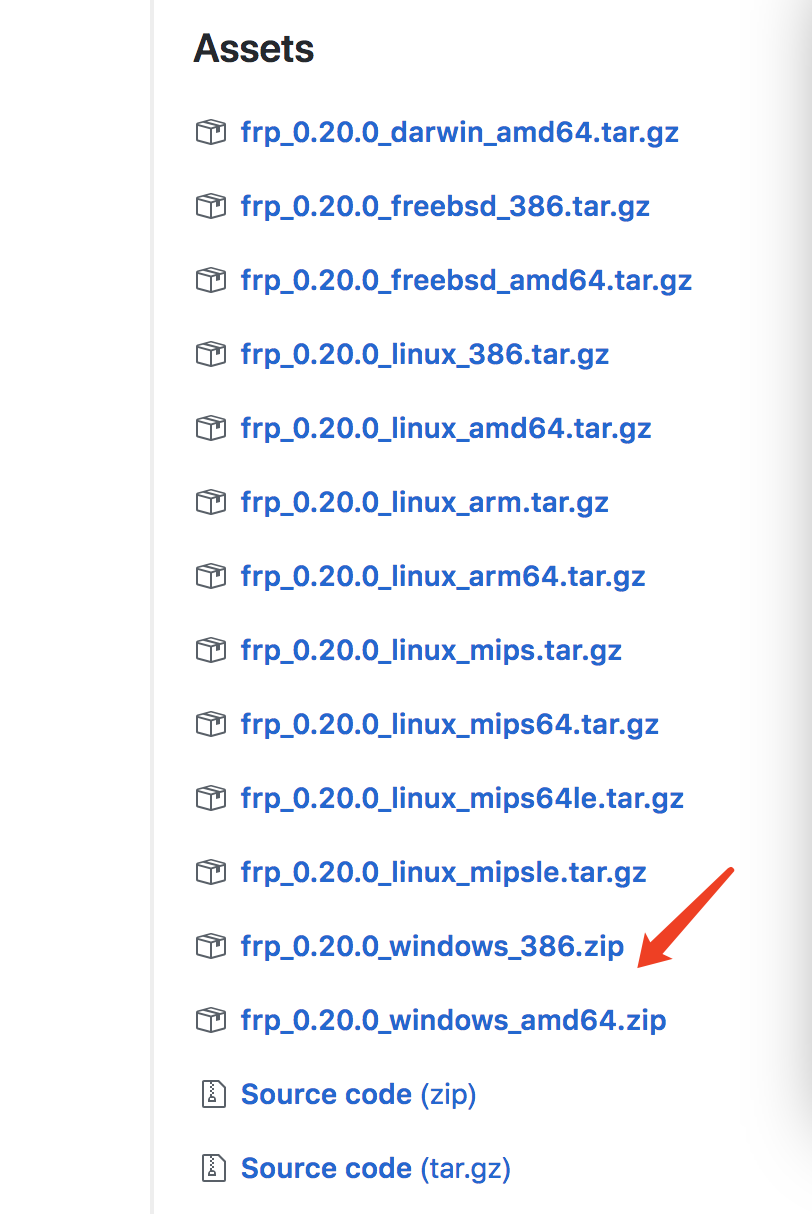 Assets
frp_0.20.0_darwin_amd64.tar.gz
frp_0.20.0_freebsd_386.tar.gz
frp_0.20.0_freebsd_amd64.tar.gz
frp_0.20.0_linux_386.tar.gz
frp_0.20.0_linux_amd64.tar.gz
frp_0.20.0_linux_arm.tar.gz
frp_0.20.0_linux_arm64.tar.gz
frp_0.20.0_linux_mips.tar.gz
frp_0.20.0_linux_mips64.tar.gz
frp_0.20.0_linux_mips64le.tar.gz
frp_0.20.0_linux_mipsle.tar.gz
frp_0.20.0_windows_386.zip
frp_0.20.0_windows_amd64.zip
Source code (zip)
Source code (tar.gz)